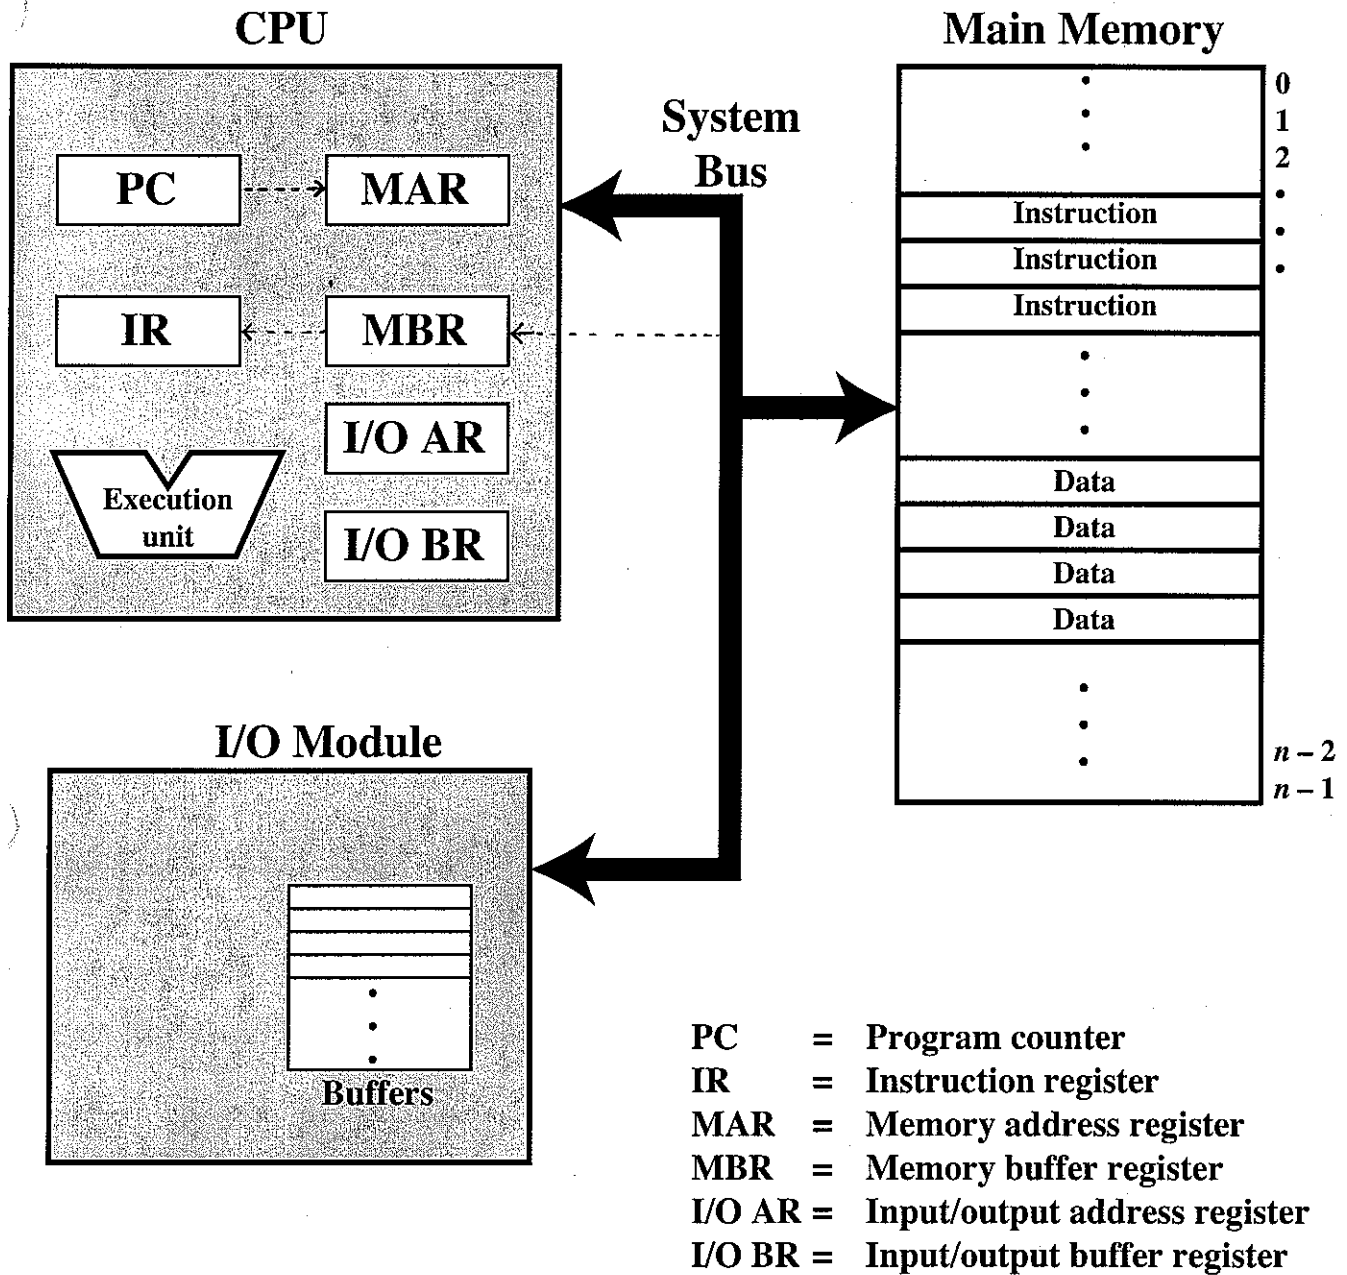 CPU
Main Memory
System
Bus
PC
MAR
IR
MBR
I/O AR
I/O BR
Execution
unit
0
1
2
Instruction
Instruction
Instruction
Data
Data
Data
Data
n – 2
n – 1
I/O Module
Buffers
PC = Program counter
IR = Instruction register
MAR = Memory address register
MBR = Memory buffer register
I/O AR = Input/output address register
I/O BR = Input/output buffer register